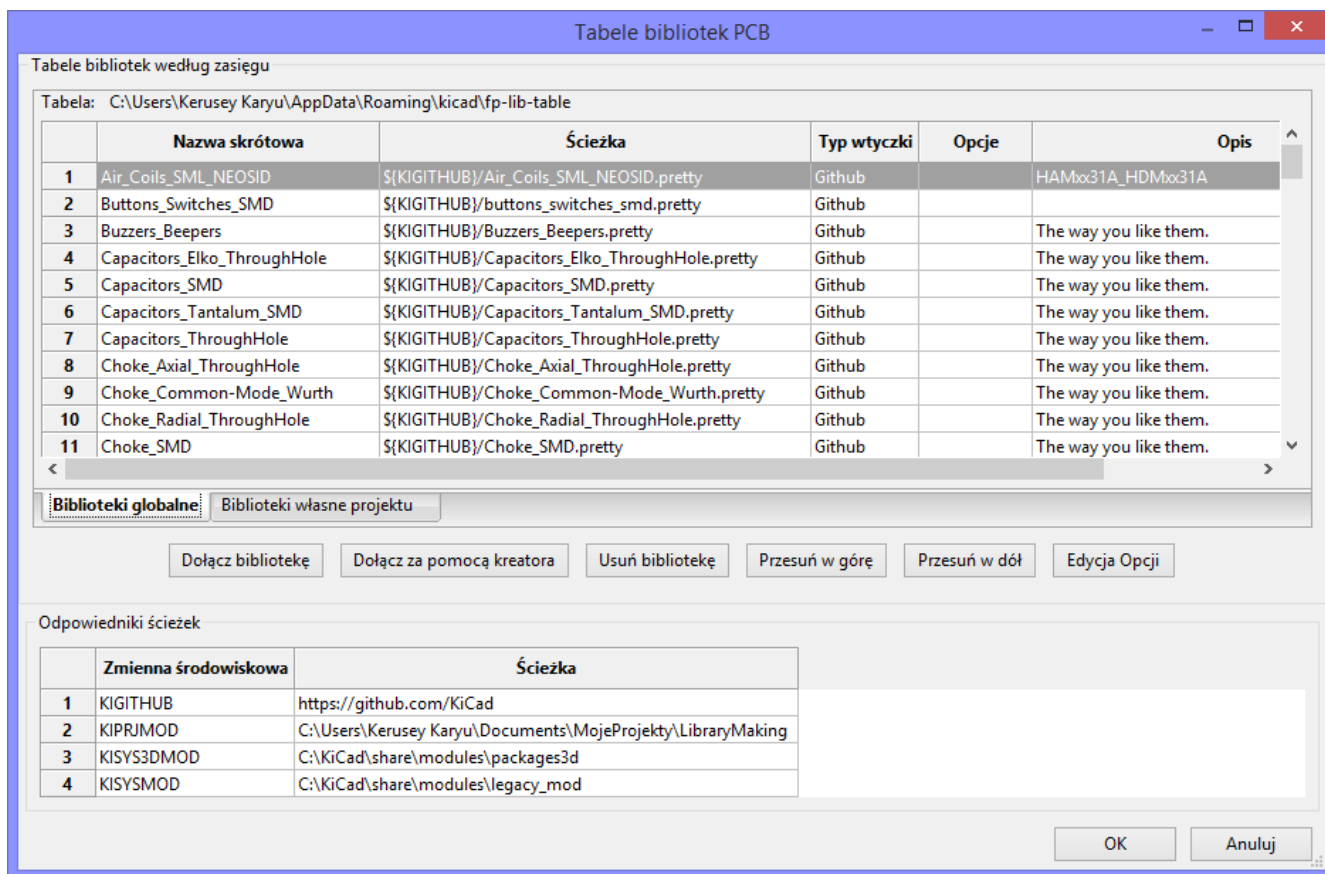 Tabele bibliotek PCB
Tabele bibliotek według zasięgu
Tabela: C:\Users\Kerusey Karyu\AppData\Roaming\kicad\fp-lib-table
Nazwa skrótowa Ścieżka Typ wtyczki Opcje Opis
1 Air_Coils_SML_NEOSID ${KIGITHUB}/Air_Coils_SML_NEOSID.pretty Github HAMxx31A_HDMxx31A
2 Buttons_Switches_SMD ${KIGITHUB}/buttons_switches_smd.pretty Github
3 Buzzers_Beepers ${KIGITHUB}/Buzzers_Beepers.pretty Github The way you like them.
4 Capacitors_Elko_ThroughHole ${KIGITHUB}/Capacitors_Elko_ThroughHole.pretty Github The way you like them.
5 Capacitors_SMD ${KIGITHUB}/Capacitors_SMD.pretty Github The way you like them.
6 Capacitors_Tantalum_SMD ${KIGITHUB}/Capacitors_Tantalum_SMD.pretty Github The way you like them.
7 Capacitors_ThroughHole ${KIGITHUB}/Capacitors_ThroughHole.pretty Github The way you like them.
8 Choke_Axial_ThroughHole ${KIGITHUB}/Choke_Axial_ThroughHole.pretty Github The way you like them.
9 Choke_Common-Mode_Wurth ${KIGITHUB}/Choke_Common-Mode_Wurth.pretty Github The way you like them.
10 Choke_Radial_ThroughHole ${KIGITHUB}/Choke_Radial_ThroughHole.pretty Github The way you like them.
11 Choke_SMD ${KIGITHUB}/Choke_SMD.pretty Github The way you like them.
Biblioteki globalne Biblioteki własne projektu
Dołącz bibliotekę Dołącz za pomocą kreatora Usuń bibliotekę Przesuń w górę Przesuń w dół Edycja Opcji
Odpowiedniki ścieżek
Zmienna środowiskowa Ścieżka
1 KIGITHUB https://github.com/KiCad
2 KIPRJMOD C:\Users\Kerusey Karyu\Documents\MojeProjekty\LibraryMaking
3 KISYS3DMOD C:\KiCad\share\modules\packages3d
4 KISYSMOD C:\KiCad\share\modules\legacy_mod
OK Anuluj